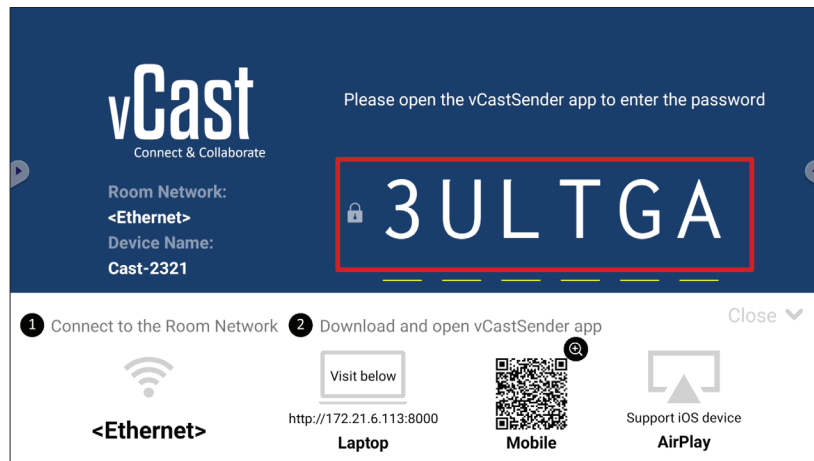 vCast
Connect & Collaborate
Please open the vCastSender app to enter the password
Room Network:
<Ethernet>
Device Name:
Cast-2321
3ULTGA
1 Connect to the Room Network
2 Download and open vCastSender app
Close
<Ethernet>
Visit below
http://172.21.6.113:8000
Laptop
Mobile
Support iOS device
AirPlay